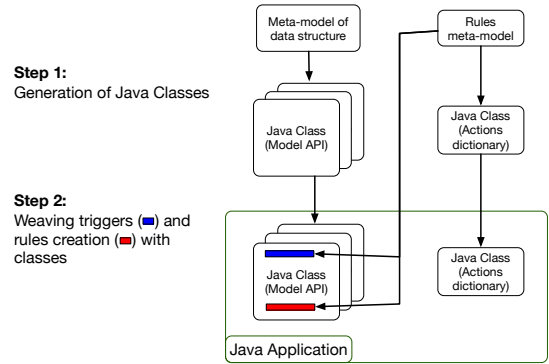 Meta-model of
data structure
Rules
meta-model
Step 1:
Generation of Java Classes
Java Class
(Model API)
Java Class
(Actions
dictionary)
Step 2:
Weaving triggers ( ) and
rules creation ( ) with
classes
Java Class
(Model API)
Java Class
(Actions
dictionary)
Java Application